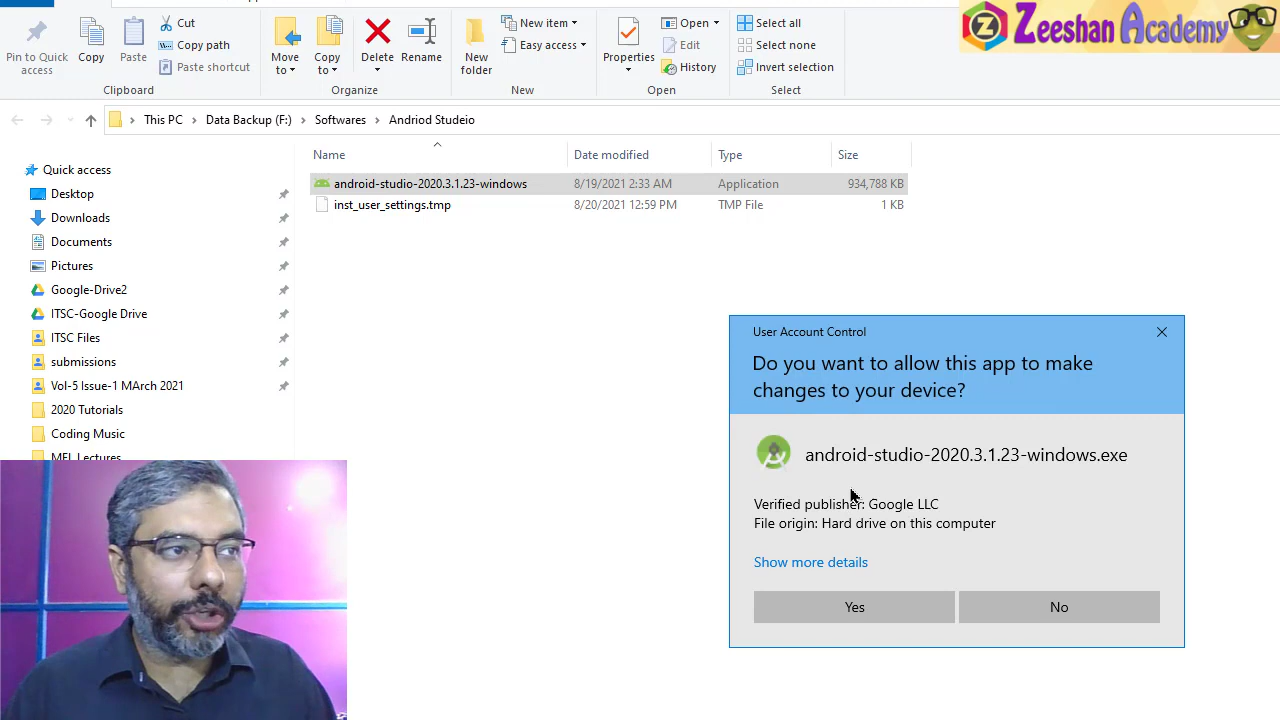 Zeeshan Academy
Pin to Quick
access
Copy
Paste
Cut
Copy path
Paste shortcut
Clipboard
Move
to
Copy
to
Delete
Rename
Organize
New
folder
New item
Easy access
New
Properties
Open
Edit
History
Open
Select all
Select none
Invert selection
Select
This PC > Data Backup (F:) > Softwares > Andriod Studeio
Name Date modified Type Size
android-studio-2020.3.1.23-windows 8/19/2021 2:33 AM Application 934,788 KB
inst_user_settings.tmp 8/20/2021 12:59 PM TMP File 1 KB
Quick access
Desktop
Downloads
Documents
Pictures
Google-Drive2
ITSC-Google Drive
ITSC Files
submissions
Vol-5 Issue-1 MArch 2021
2020 Tutorials
Coding Music
User Account Control
Do you want to allow this app to make
changes to your device?
android-studio-2020.3.1.23-windows.exe
Verified publisher: Google LLC
File origin: Hard drive on this computer
Show more details
Yes No